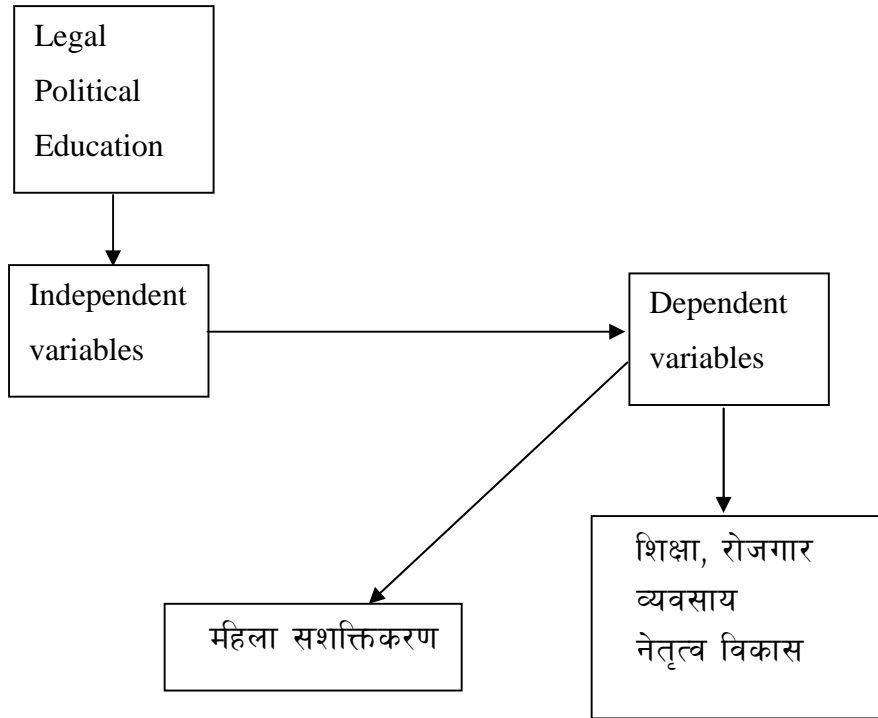 Legal
Political
Education
Independent
variables
Dependent
variables
शिक्षा, रोजगार
व्यवसाय
नेतृत्व विकास
महिला सशक्तिकरण